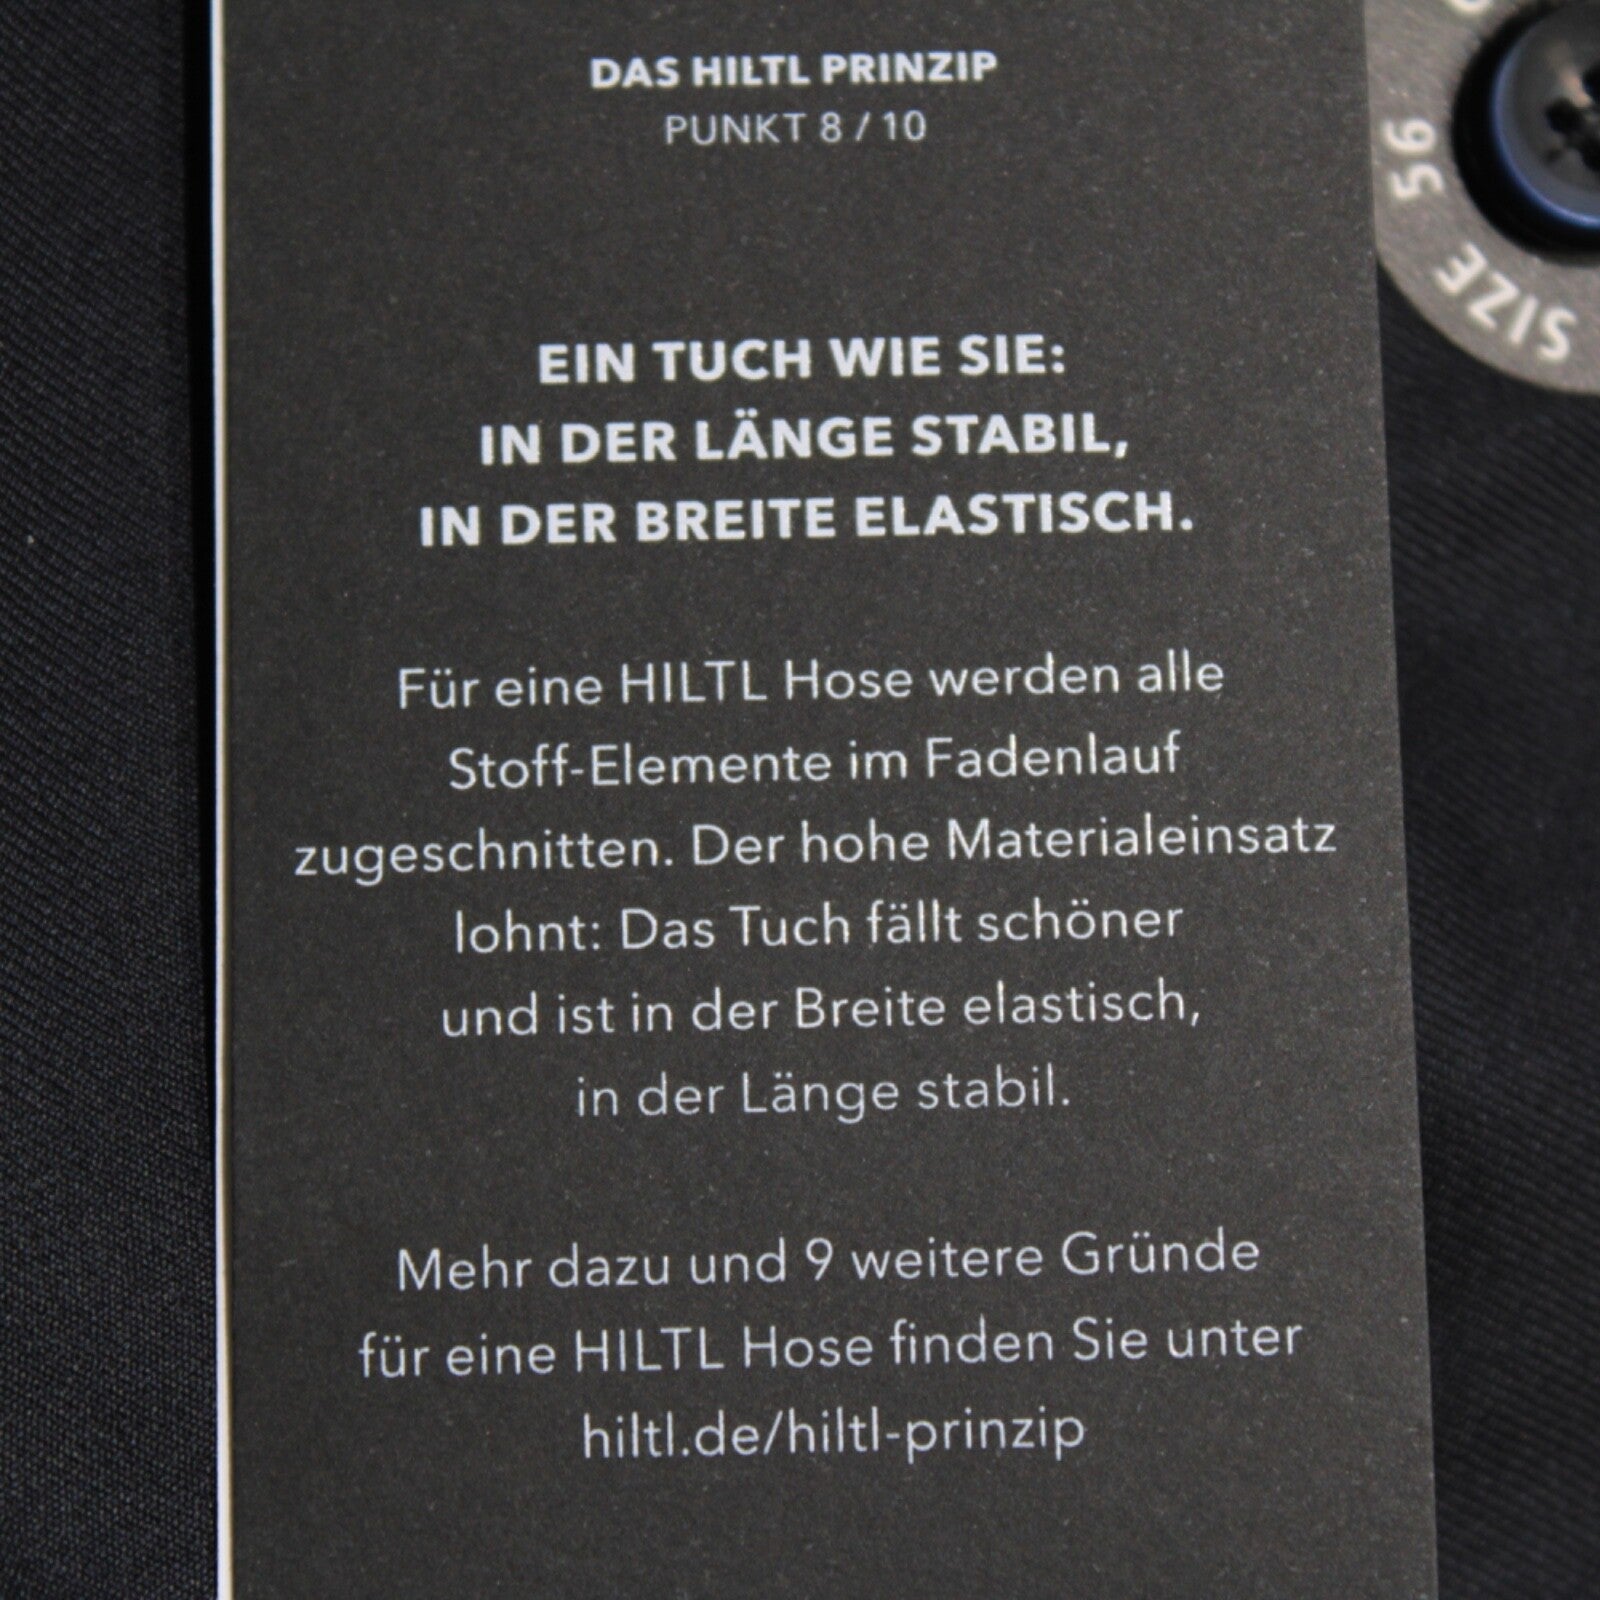 DAS HILTL PRINZIP
PUNKT 8 / 10
EIN TUCH WIE SIE:
IN DER LÄNGE STABIL,
IN DER BREITE ELASTISCH.
Für eine HILTL Hose werden alle
Stoff-Elemente im Fadenlauf
zugeschnitten. Der hohe Materialeinsatz
lohnt: Das Tuch fällt schöner
und ist in der Breite elastisch,
in der Länge stabil.
Mehr dazu und 9 weitere Gründe
für eine HILTL Hose finden Sie unter
hiltl.de/hiltl-prinzip
SIZE 56